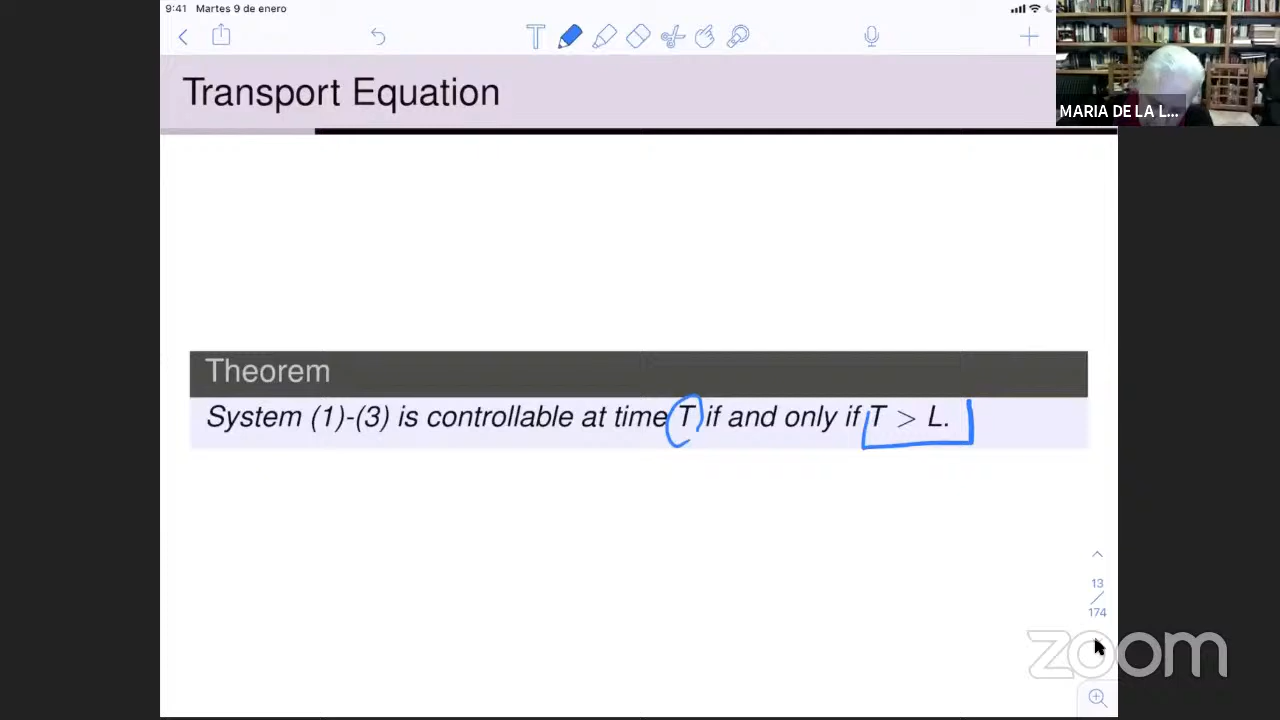 9:41 Martes 9 de enero
Transport Equation
MARIA DE LA L...
Theorem
System (1)-(3) is controllable at time T if and only if T > L.
13
174
zoom